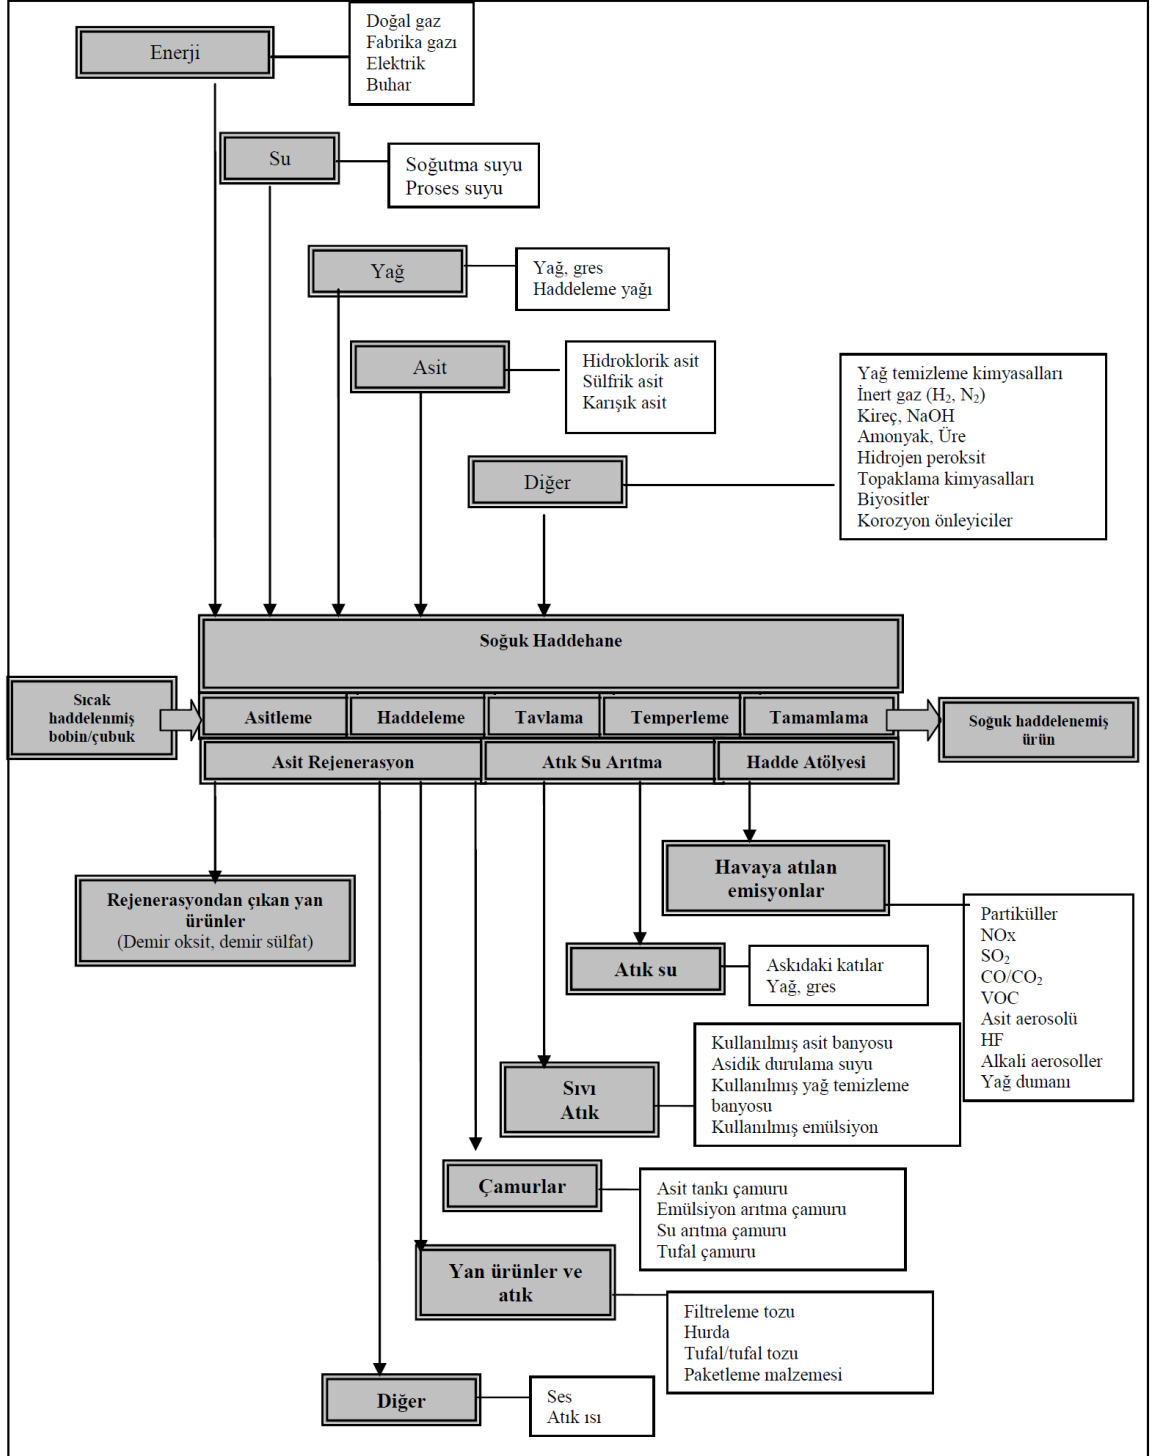 Enerji
Doğal gaz
Fabrika gazı
Elektrik
Buhar
Su
Soğutma suyu
Proses suyu
Yağ
Yağ, gres
Haddeleme yağı
Asit
Hidroklorik asit
Sülfrik asit
Karışık asit
Diğer
Yağ temizleme kimyasalları
İnert gaz (H₂, N₂)
Kireç, NaOH
Amonyak, Üre
Hidrojen peroksit
Topaklama kimyasalları
Biyositler
Korozyon önleyiciler
Soğuk Haddehane
Sıcak
haddelenmiş
bobin/çubuk
Asitleme
Haddeleme
Tavlama
Temperleme
Tamamlama
Soğuk haddelenemiş
ürün
Asit Rejenerasyon
Atık Su Arıtma
Hadde Atölyesi
Rejenerasyondan çıkan yan
ürünler
(Demir oksit, demir sülfat)
Havaya atılan
emisyonlar
Partiküller
NOx
SO₂
CO/CO₂
VOC
Asit aerosolü
HF
Alkali aerosoller
Yağ dumanı
Atık su
Askıdaki katılar
Yağ, gres
Sıvı
Atık
Kullanılmış asit banyosu
Asidik durulama suyu
Kullanılmış yağ temizleme
banyosu
Kullanılmış emülsiyon
Çamurlar
Asit tankı çamuru
Emülsiyon arıtma çamuru
Su arıtma çamuru
Tufal çamuru
Yan ürünler ve
atık
Filtreleme tozu
Hurda
Tufal/tufal tozu
Paketleme malzemesi
Diğer
Ses
Atık ısı